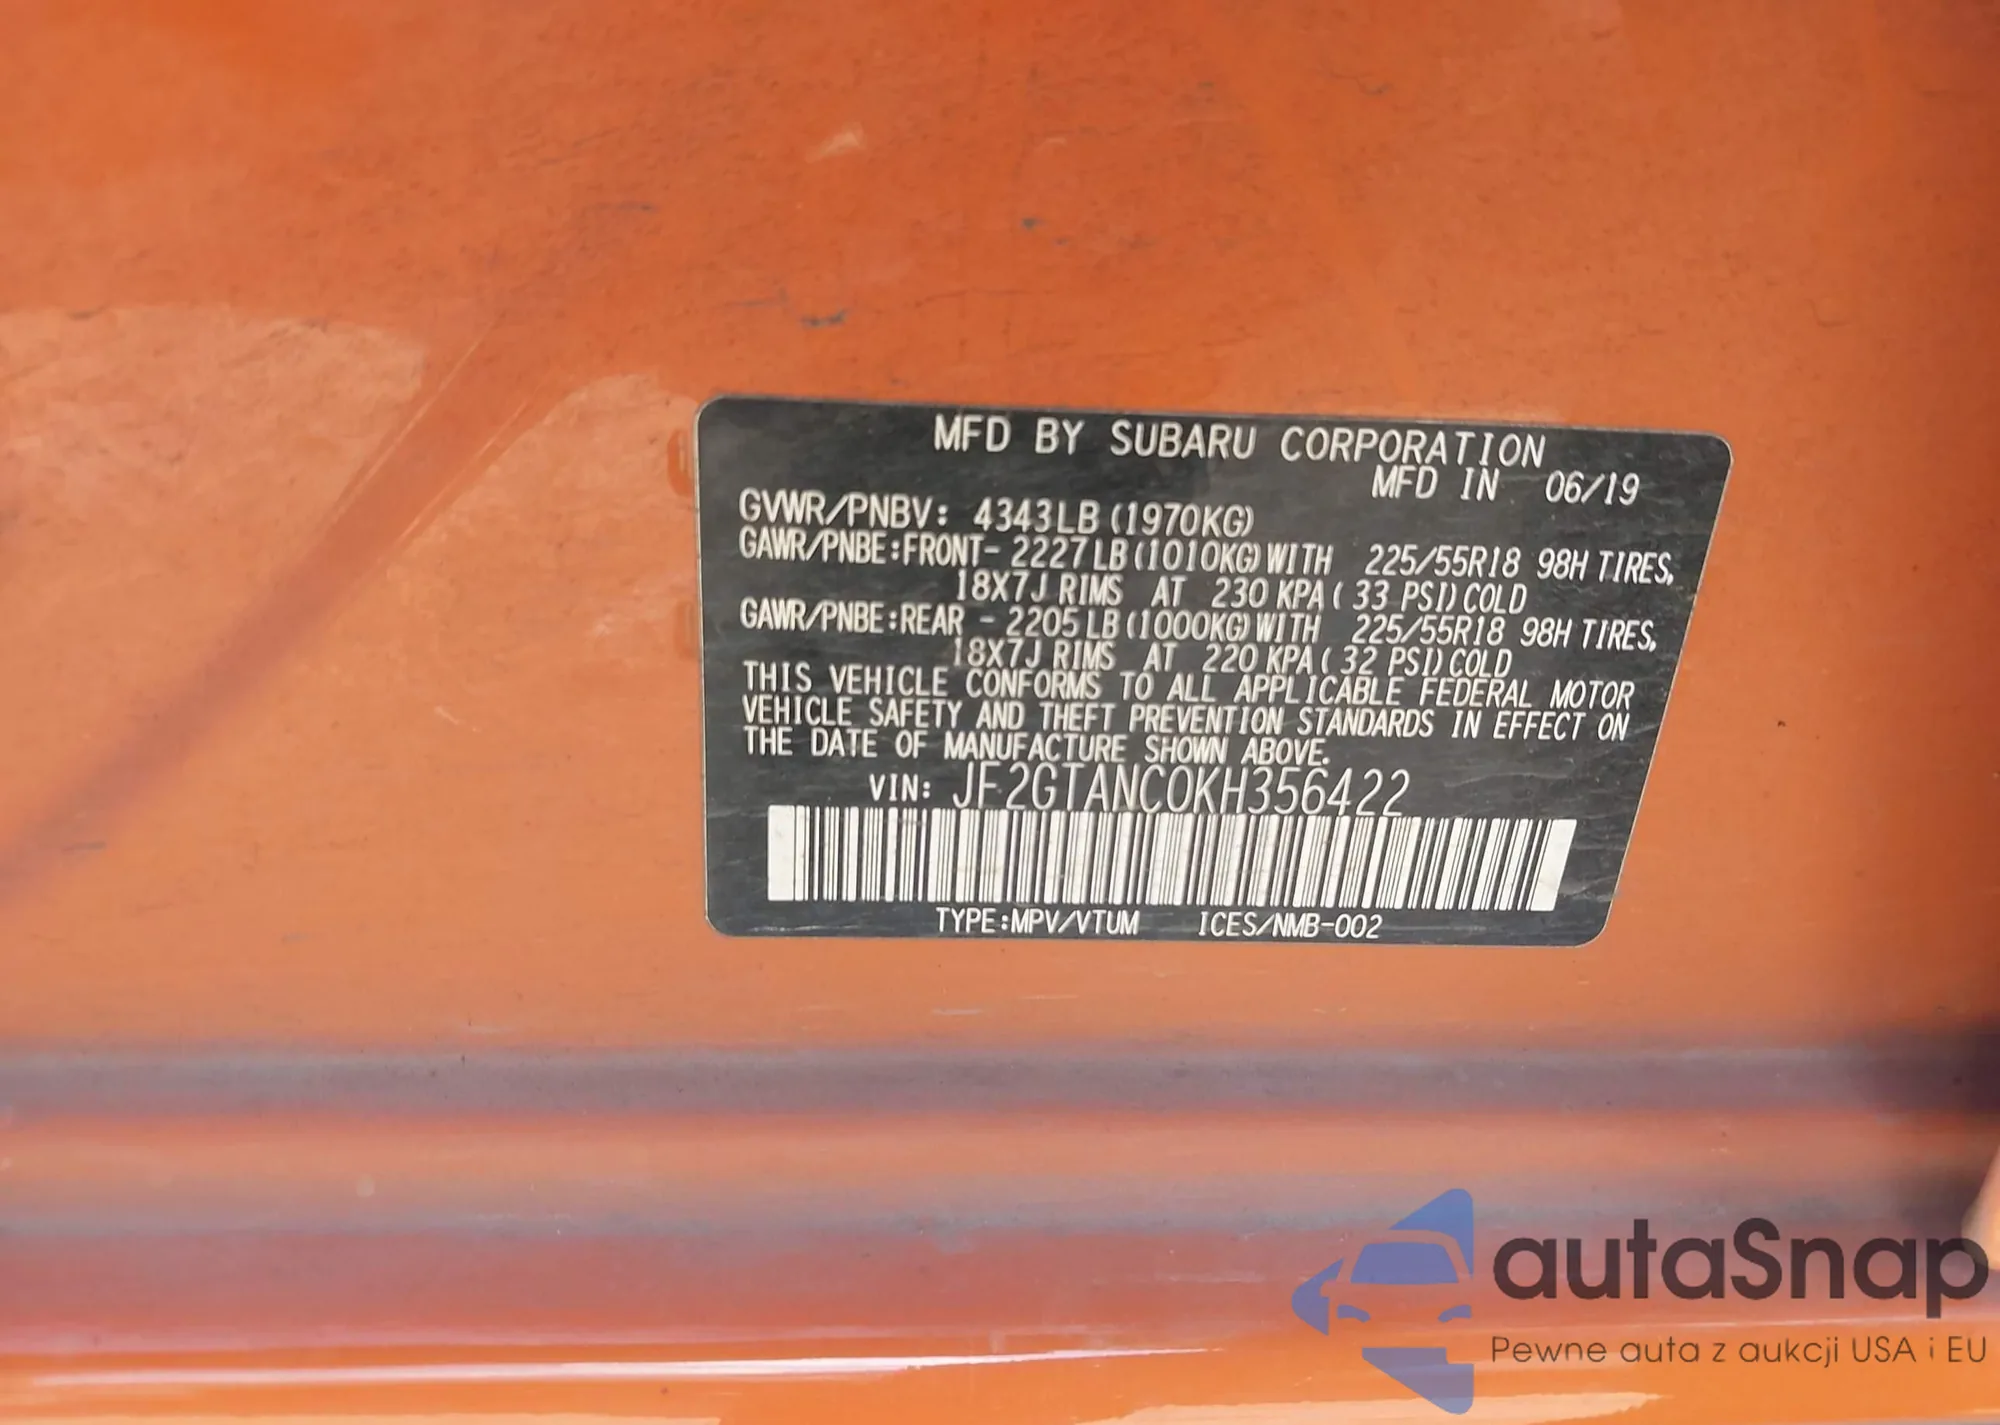 MFD BY SUBARU CORPORATION
MFD IN 06/19
GVWR/PNBV: 4343LB (1970KG)
GAWR/PNBE:FRONT- 2227LB (1010KG) WITH 225/55R18 98H TIRES,
18X7J RIMS AT 230 KPA ( 33 PSI) COLD
GAWR/PNBE:REAR - 2205LB (1000KG) WITH 225/55R18 98H TIRES,
18X7J RIMS AT 220 KPA ( 32 PSI) COLD
THIS VEHICLE CONFORMS TO ALL APPLICABLE FEDERAL MOTOR
VEHICLE SAFETY AND THEFT PREVENTION STANDARDS IN EFFECT ON
THE DATE OF MANUFACTURE SHOWN ABOVE.
VIN: JF2GTANC0KH356422
TYPE:MPV/VTUM ICES/NMB-002
autaSnap
Pewne auta z aukcji USA i EU